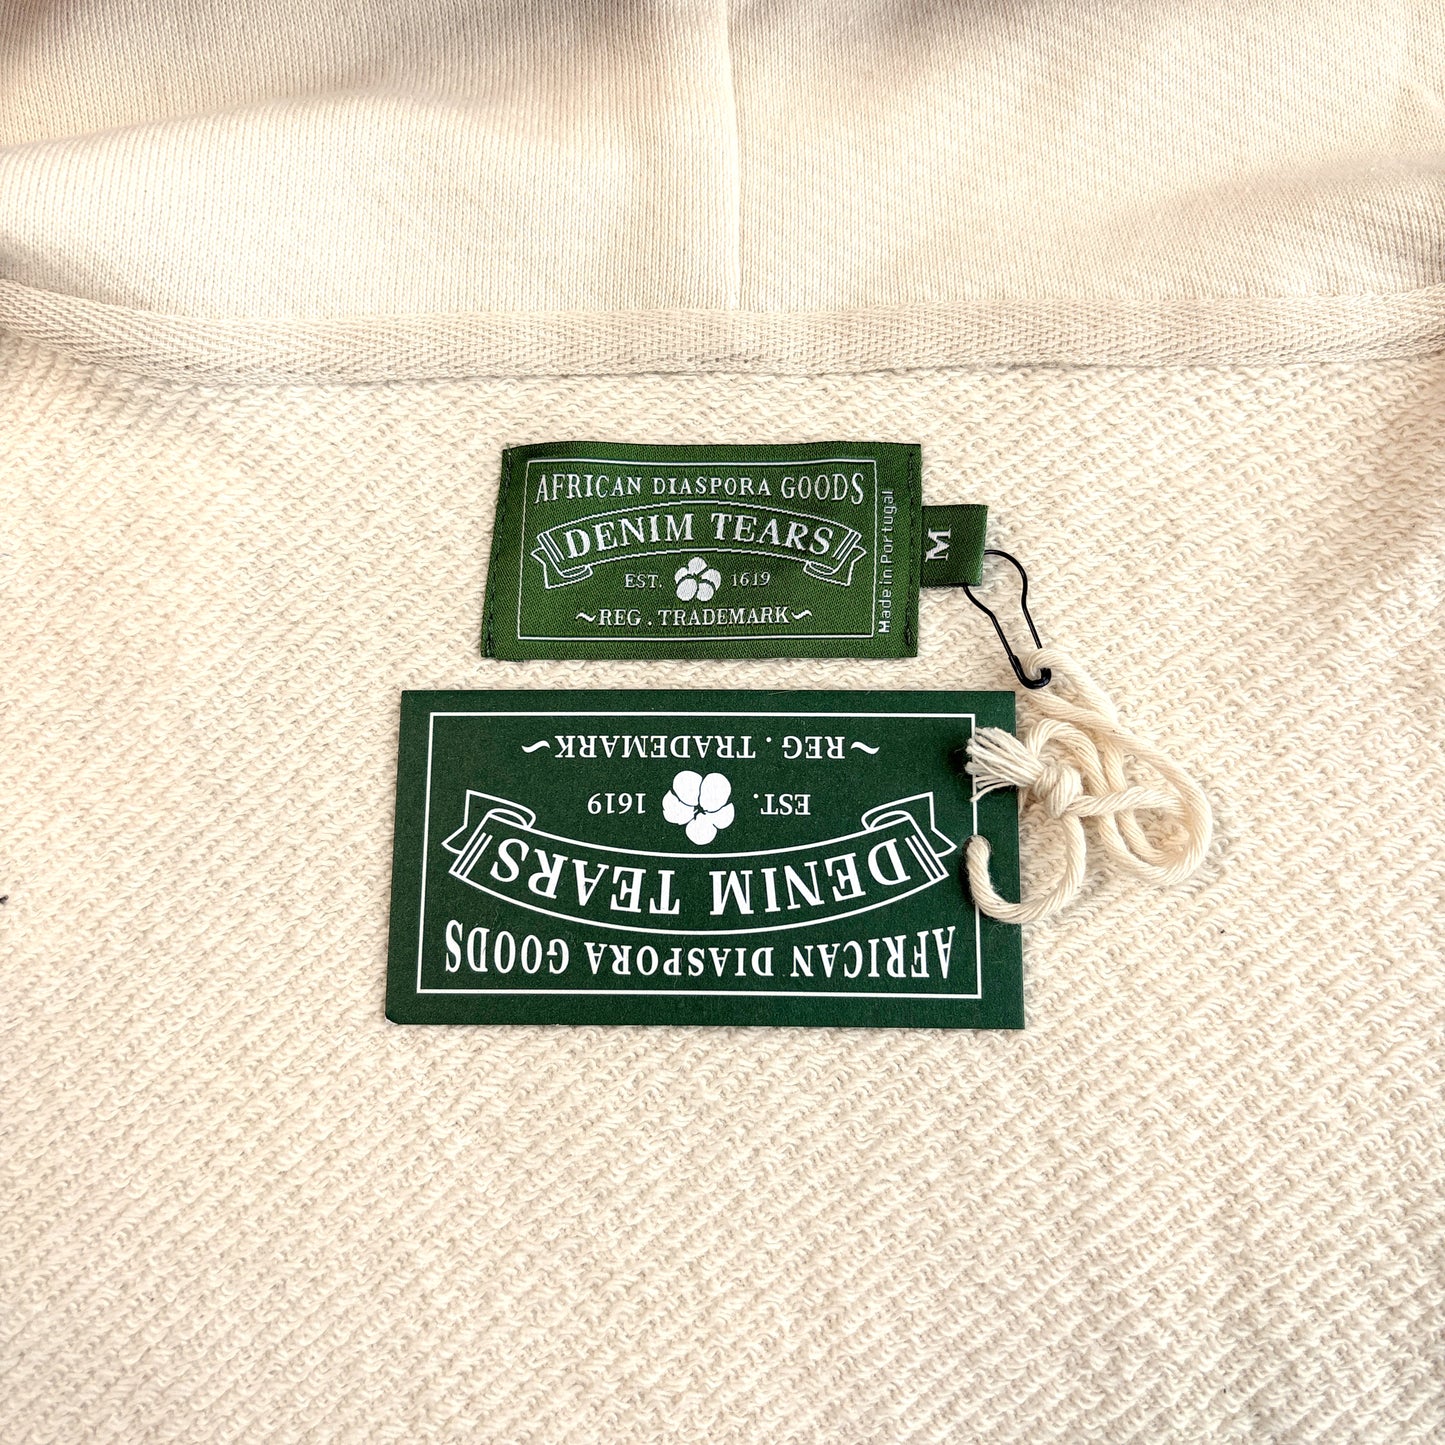 AFRICAN DIASPORA GOODS
DENIM TEARS
EST. 1619
~REG. TRADEMARK~
Made in Portugal
M
AFRICAN DIASPORA GOODS
DENIM TEARS
EST. 1619
~REG. TRADEMARK~